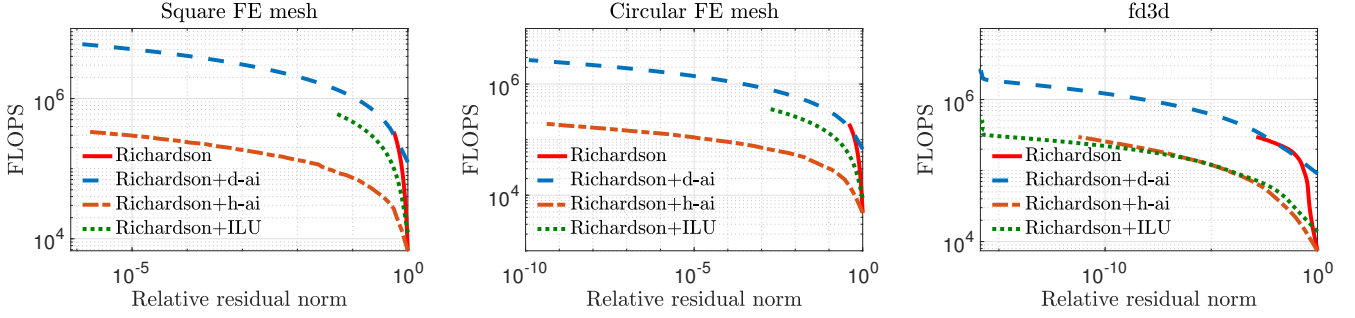 Square FE mesh
FLOPS
10^6
10^4
Richardson
Richardson+d-ai
Richardson+h-ai
Richardson+ILU
10^-5
10^0
Relative residual norm
Circular FE mesh
FLOPS
10^6
10^4
Richardson
Richardson+d-ai
Richardson+h-ai
Richardson+ILU
10^-10
10^-5
10^0
Relative residual norm
fd3d
FLOPS
10^6
10^4
Richardson
Richardson+d-ai
Richardson+h-ai
Richardson+ILU
10^-10
10^0
Relative residual norm